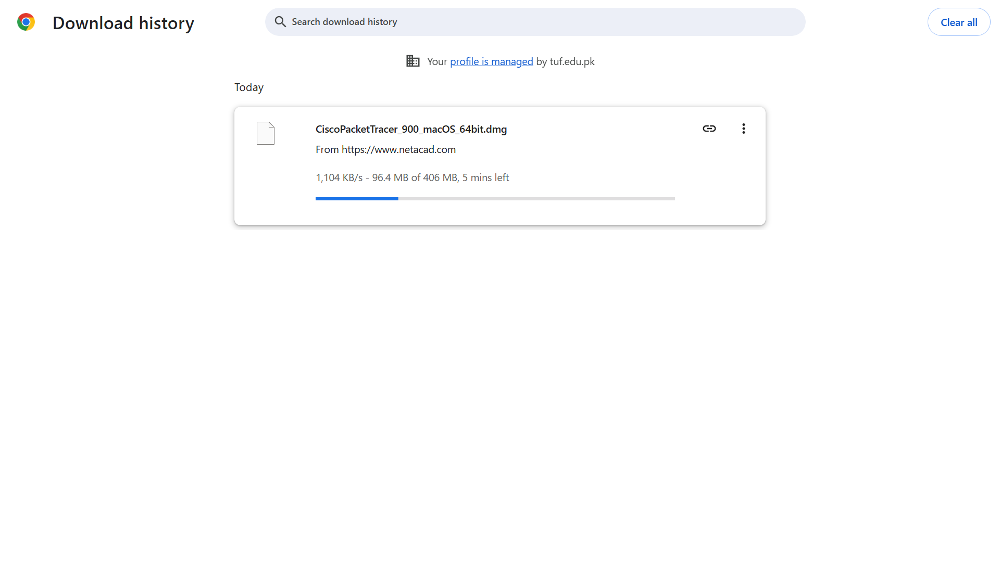 Download history
Search download history
Clear all
Your profile is managed by tuf.edu.pk
Today
CiscoPacketTracer_900_macOS_64bit.dmg
From https://www.netacad.com
1,104 KB/s - 96.4 MB of 406 MB, 5 mins left